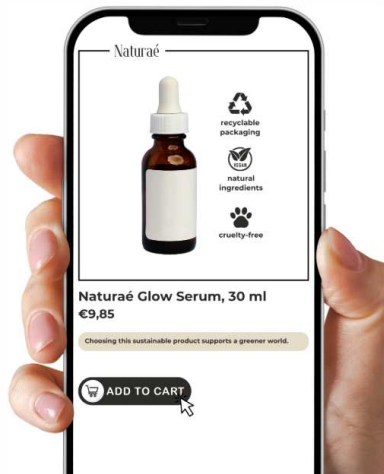 Naturaé
recyclable
packaging
VEGAN
natural
ingredients
cruelty-free
Naturaé Glow Serum, 30 ml
€9,85
Choosing this sustainable product supports a greener world.
ADD TO CART